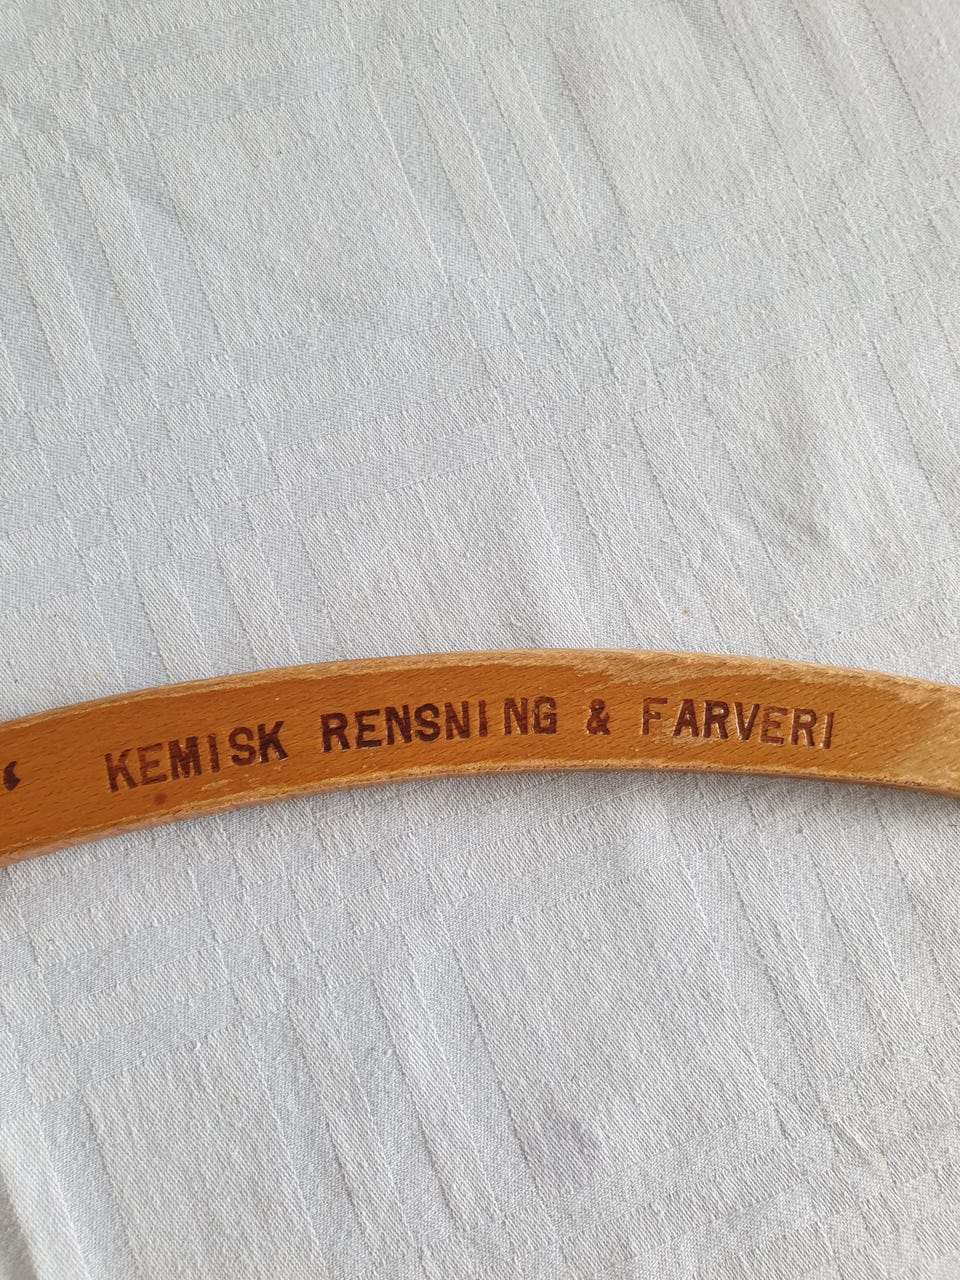 KEMISK RENSNING & FARVERI